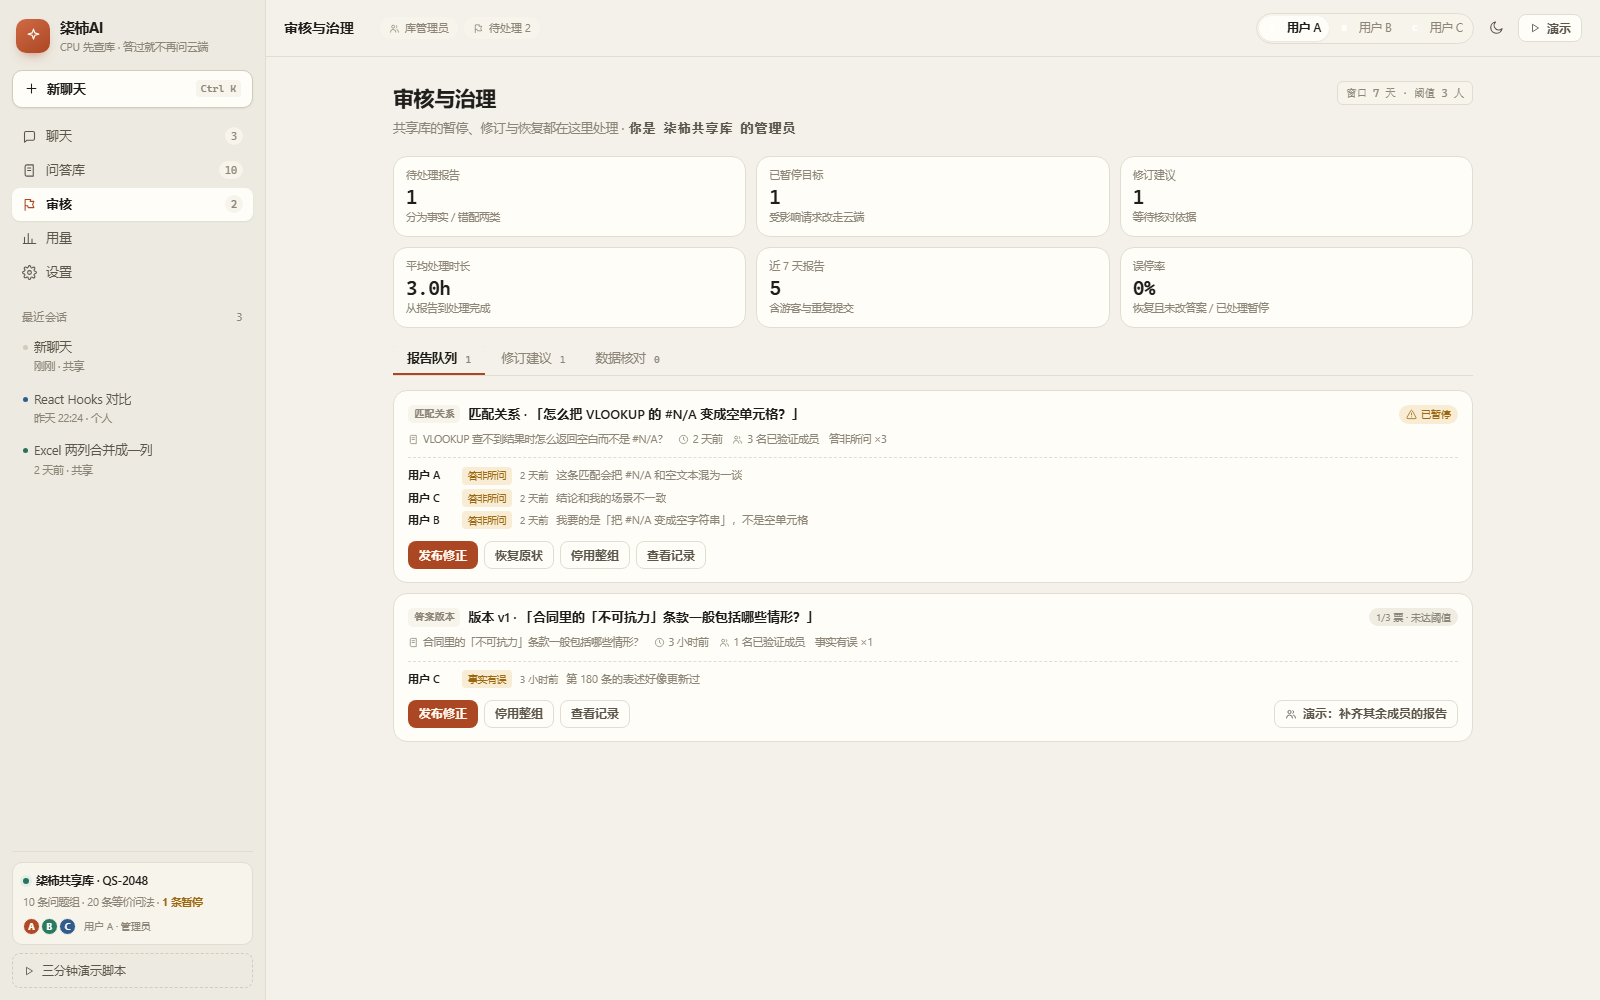 柒柿AI
CPU 先查库 · 答过就不再问云端
新聊天 Ctrl K
聊天 3
问答库 10
审核 2
用量
设置
最近会话 3
新聊天
刚刚 · 共享
React Hooks 对比
昨天 22:24 · 个人
Excel 两列合并成一列
2 天前 · 共享
柒柿共享库 · QS-2048
10 条问题组 · 20 条等价问法 · 1 条暂停
A B C 用户 A · 管理员
三分钟演示脚本
审核与治理 库管理员 待处理 2 用户 A 用户 B 用户 C 演示
审核与治理
窗口 7 天 · 阈值 3 人
共享库的暂停、修订与恢复都在这里处理 · 你是 柒柿共享库 的管理员
待处理报告
1
分为事实 / 错配两类
已暂停目标
1
受影响请求改走云端
修订建议
1
等待核对依据
平均处理时长
3.0h
从报告到处理完成
近 7 天报告
5
含游客与重复提交
误停率
0%
恢复且未改答案 / 已处理暂停
报告队列 1 修订建议 1 数据核对 0
匹配关系 匹配关系 · 「怎么把 VLOOKUP 的 #N/A 变成空单元格？」 已暂停
VLOOKUP 查不到结果时怎么返回空白而不是 #N/A？ 2 天前 3 名已验证成员 答非所问 ×3
用户 A 答非所问 2 天前 这条匹配会把 #N/A 和空文本混为一谈
用户 C 答非所问 2 天前 结论和我的场景不一致
用户 B 答非所问 2 天前 我要的是「把 #N/A 变成空字符串」，不是空单元格
发布修正 恢复原状 停用整组 查看记录
答案版本 版本 v1 · 「合同里的「不可抗力」条款一般包括哪些情形？」 1/3 票 · 未达阈值
合同里的「不可抗力」条款一般包括哪些情形？ 3 小时前 1 名已验证成员 事实有误 ×1
用户 C 事实有误 3 小时前 第 180 条的表述好像更新过
发布修正 停用整组 查看记录 演示：补齐其余成员的报告